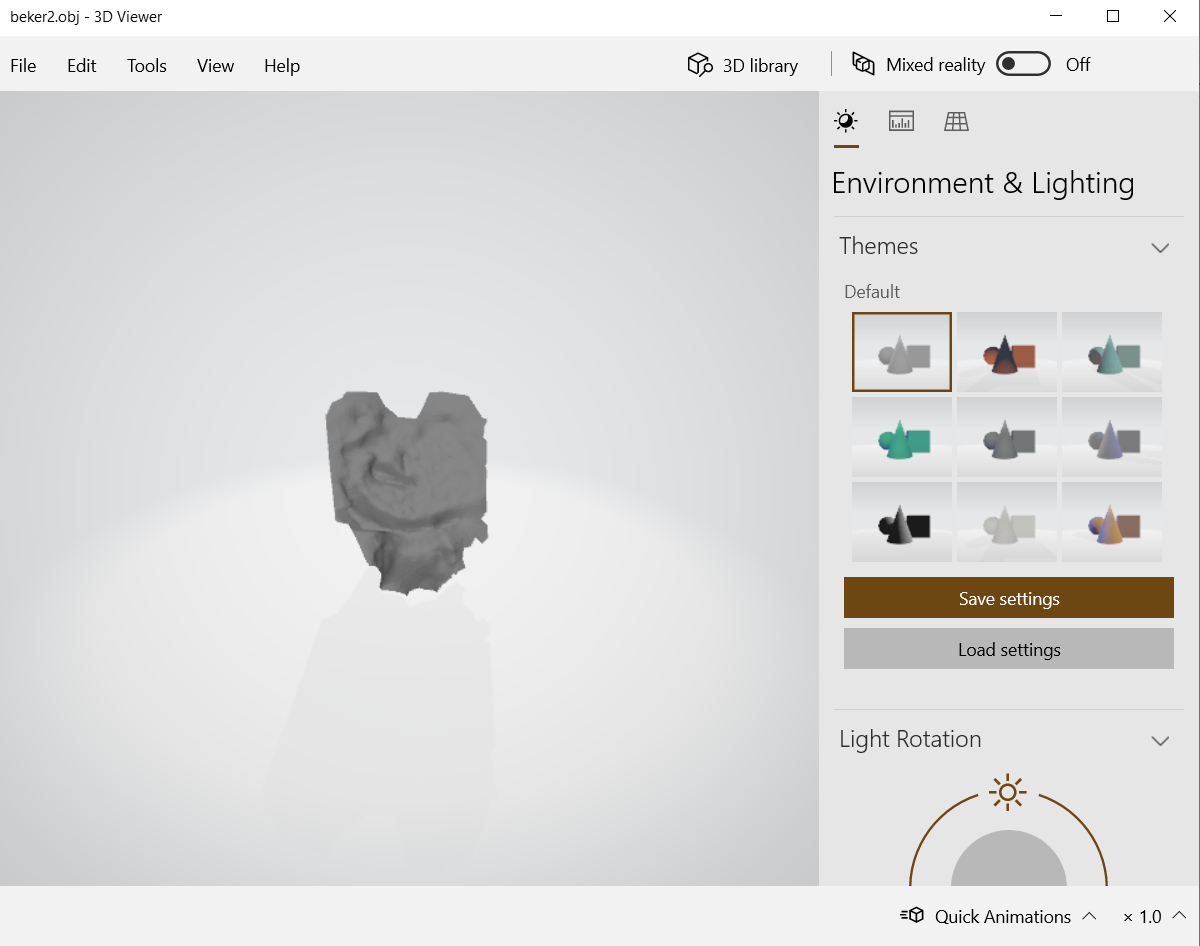 beker2.obj - 3D Viewer
File Edit Tools View Help 3D library Mixed reality Off
Environment & Lighting
Themes
Default
Save settings
Load settings
Light Rotation
Quick Animations × 1.0